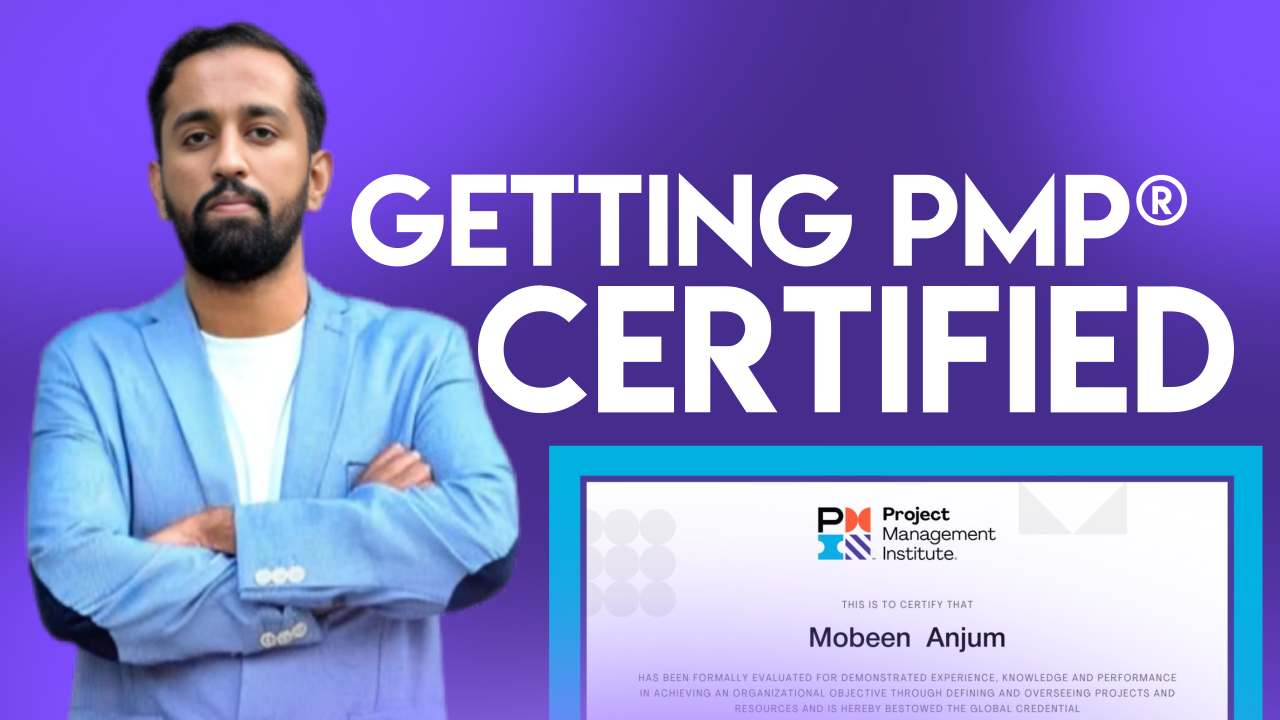 GETTING PMP®
CERTIFIED
PM
Project
Management
Institute.
THIS IS TO CERTIFY THAT
Mobeen Anjum
HAS BEEN FORMALLY EVALUATED FOR DEMONSTRATED EXPERIENCE, KNOWLEDGE AND PERFORMANCE
IN ACHIEVING AN ORGANIZATIONAL OBJECTIVE THROUGH DEFINING AND OVERSEEING PROJECTS AND
RESOURCES AND IS HEREBY BESTOWED THE GLOBAL CREDENTIAL